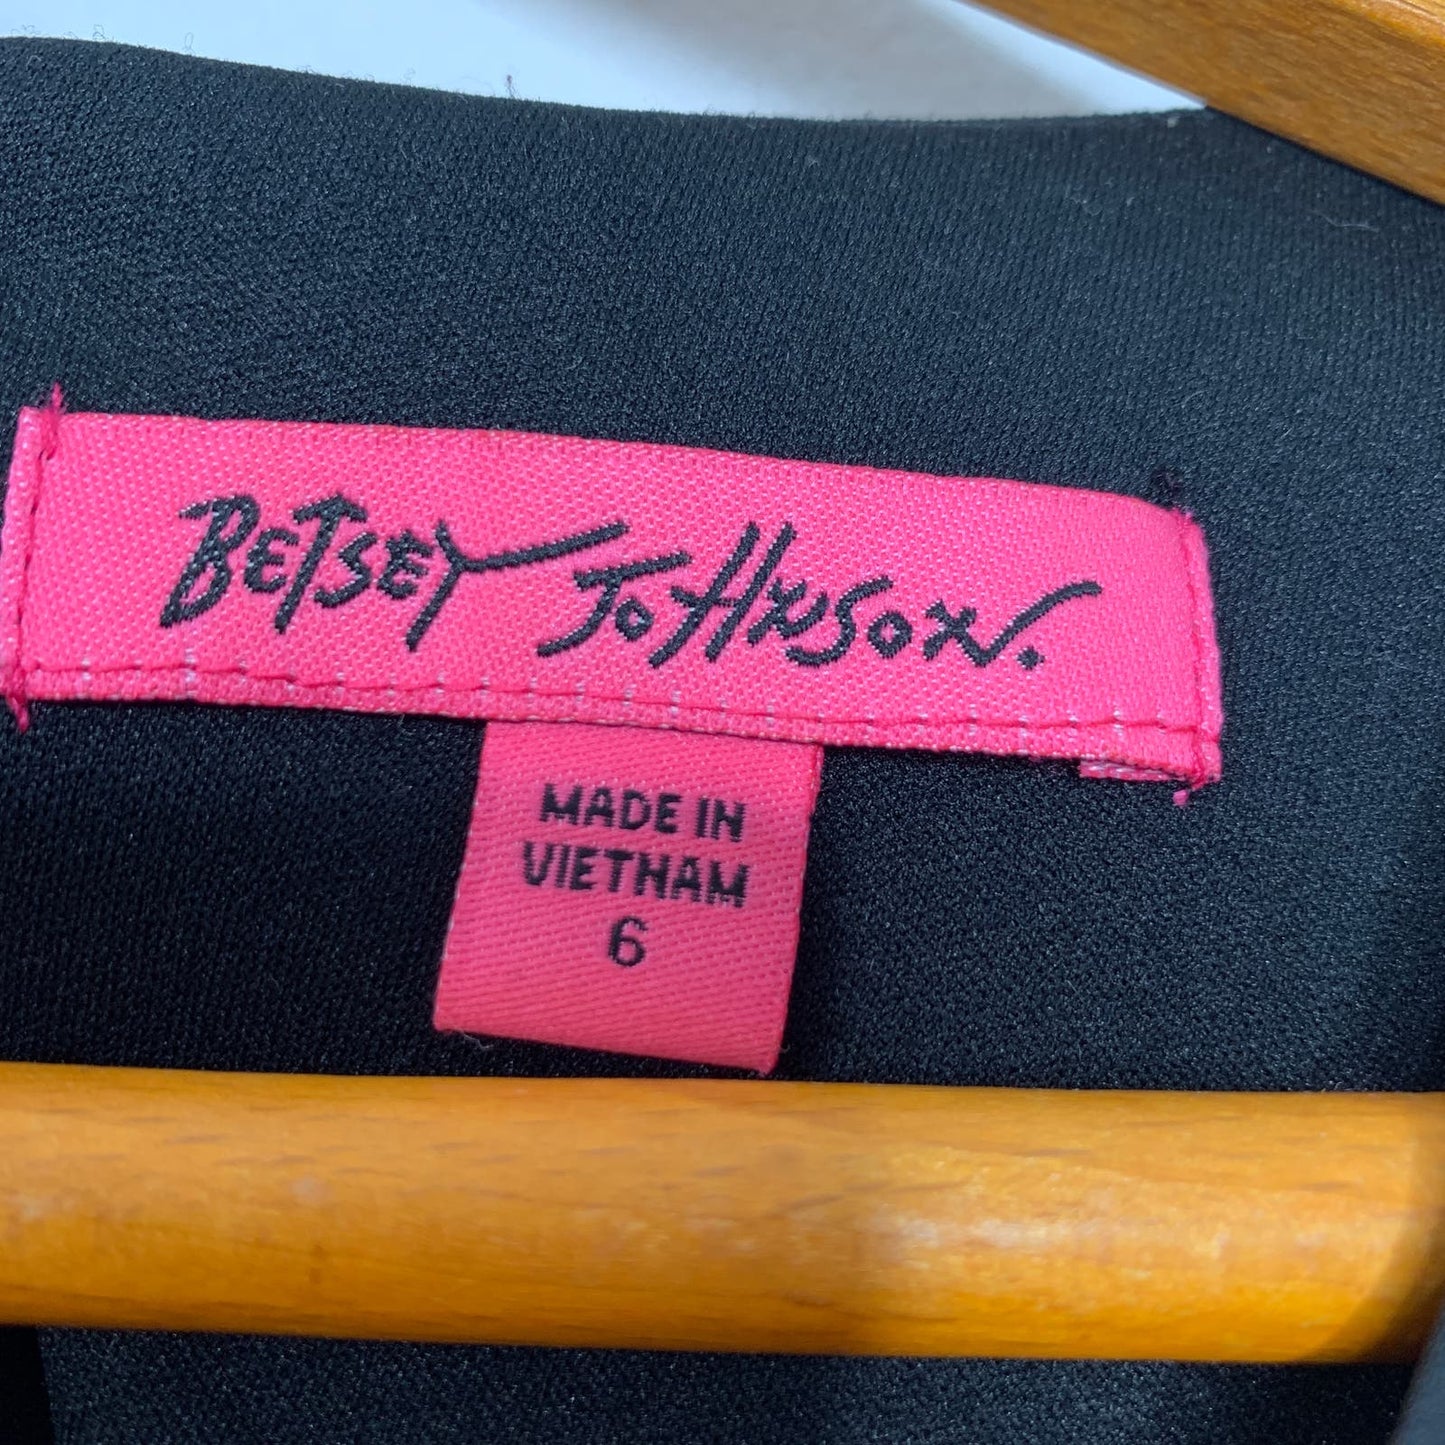 BETSEY JOHNSON.
MADE IN
VIETNAM
6